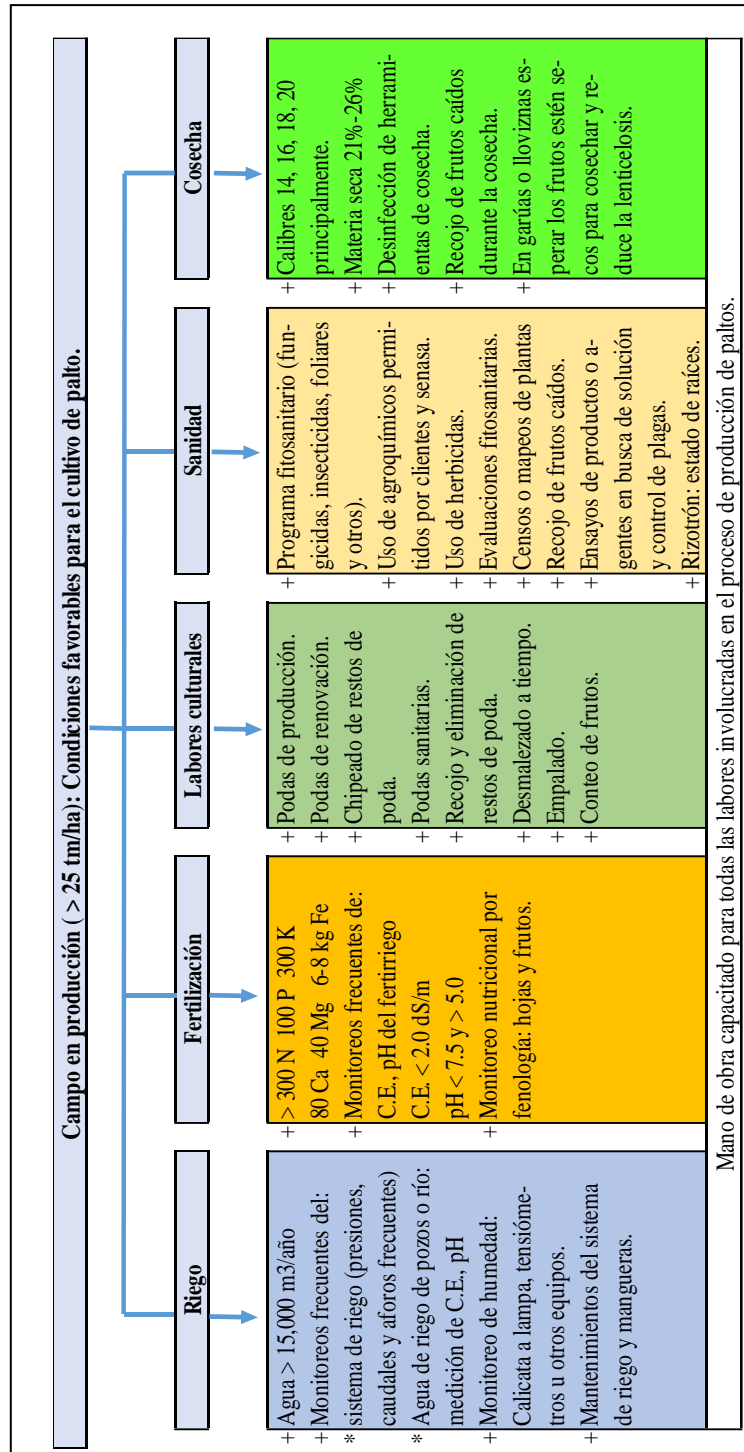 Campo en producción ( > 25 tm/ha): Condiciones favorables para el cultivo de palto.
Riego
+ Agua > 15,000 m3/año
+ Monitoreos frecuentes del:
* sistema de riego (presiones,
caudales y aforos frecuentes)
* Agua de riego de pozos o río:
medición de C.E., pH
+ Monitoreo de humedad:
Calicata a lampa, tensióme-
tros u otros equipos.
+ Mantenimientos del sistema
de riego y mangueras.
Fertilización
+ > 300 N 100 P 300 K
80 Ca 40 Mg 6-8 kg Fe
+ Monitoreos frecuentes de:
C.E., pH del fertirriego
C.E. < 2.0 dS/m
pH < 7.5 y > 5.0
+ Monitoreo nutricional por
fenología: hojas y frutos.
Labores culturales
+ Podas de producción.
+ Podas de renovación.
+ Chipeado de restos de
poda.
+ Podas sanitarias.
+ Recojo y eliminación de
restos de poda.
+ Desmalezado a tiempo.
+ Empalado.
+ Conteo de frutos.
Sanidad
+ Programa fitosanitario (fun-
gicidas, insecticidas, foliares
y otros).
+ Uso de agroquímicos permi-
tidos por clientes y senasa.
+ Uso de herbicidas.
+ Evaluaciones fitosanitarias.
+ Censos o mapeos de plantas
+ Recojo de frutos caídos.
+ Ensayos de productos o a-
gentes en busca de solución
y control de plagas.
+ Rizotrón: estado de raíces.
Cosecha
+ Calibres 14, 16, 18, 20
principalmente.
+ Materia seca 21%-26%
+ Desinfección de herrami-
entas de cosecha.
+ Recojo de frutos caídos
durante la cosecha.
+ En garúas o lloviznas es-
perar los frutos estén se-
cos para cosechar y re-
duce la lenticelosis.
Mano de obra capacitado para todas las labores involucradas en el proceso de producción de paltos.